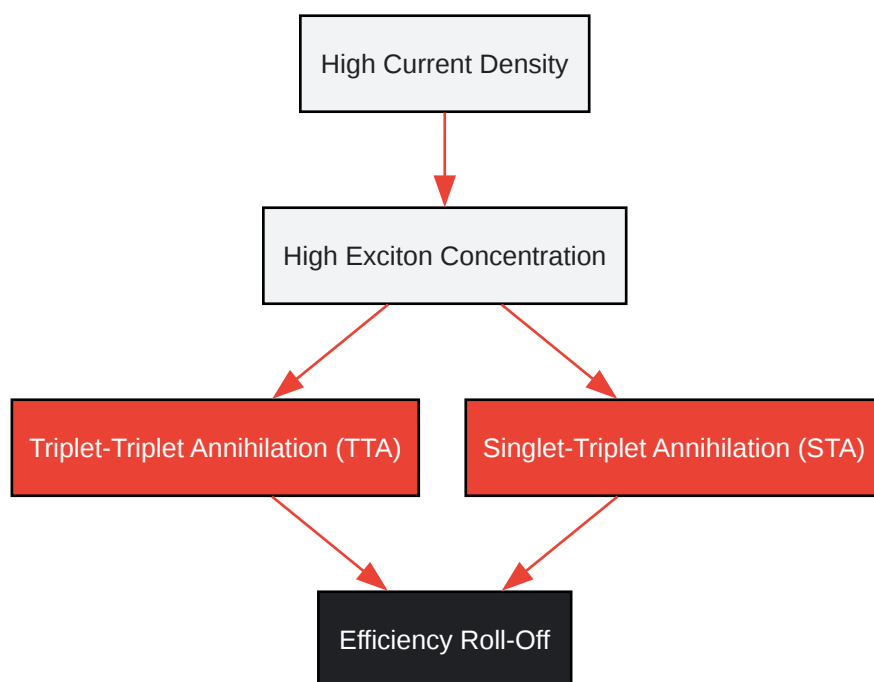 High Current Density
High Exciton Concentration
Triplet-Triplet Annihilation (TTA)
Singlet-Triplet Annihilation (STA)
Efficiency Roll-Off